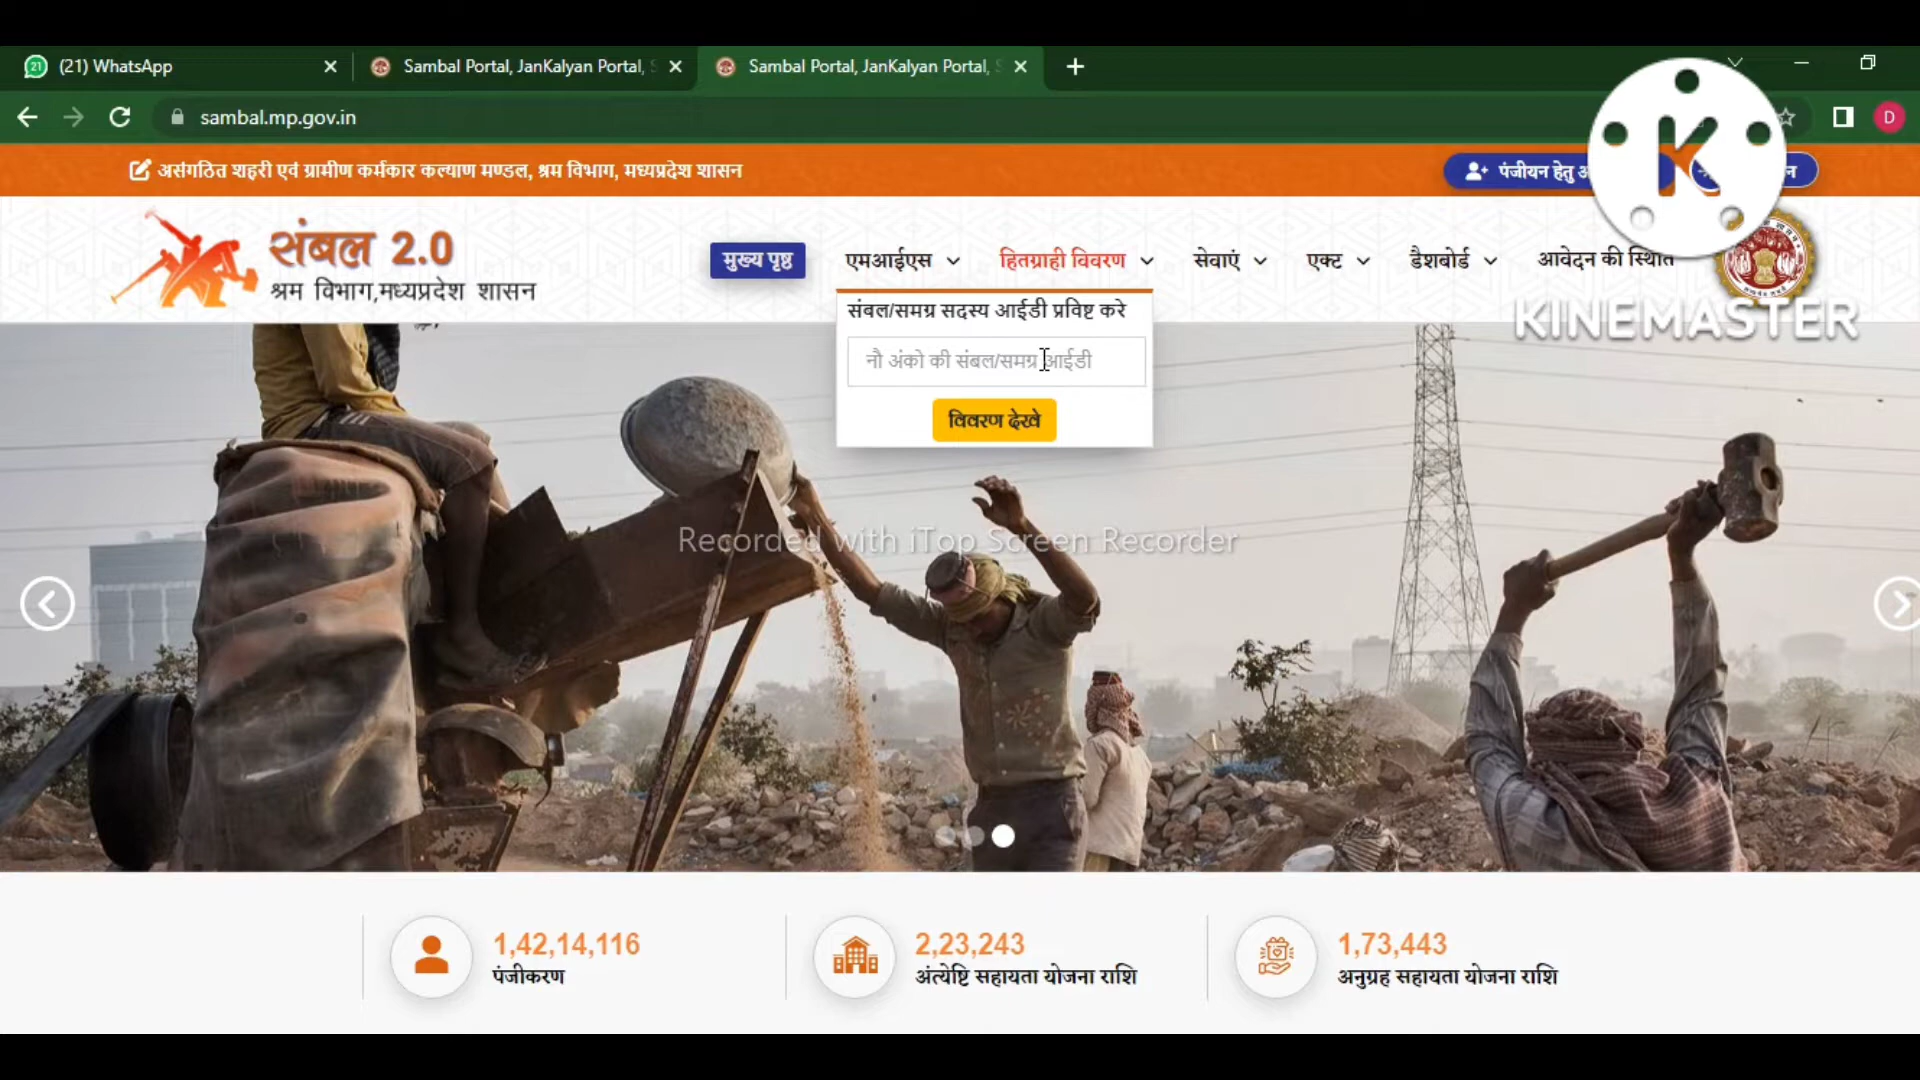 (21) WhatsApp
Sambal Portal, JanKalyan Portal,
Sambal Portal, JanKalyan Portal,
sambal.mp.gov.in
D
असंगठित शहरी एवं ग्रामीण कर्मकार कल्याण मण्डल, श्रम विभाग, मध्यप्रदेश शासन
पंजीयन हेतु
संबल 2.0
श्रम विभाग,मध्यप्रदेश शासन
मुख्य पृष्ठ
एमआईएस
हितग्राही विवरण
सेवाएं
एक्ट
डैशबोर्ड
आवेदन की स्थिति
K
KINEMASTER
संबल/समग्र सदस्य आईडी प्रविष्ट करे
नौ अंको की संबल/समग्र आईडी
विवरण देखे
Recorded with iTop Screen Recorder
1,42,14,116
पंजीकरण
2,23,243
अंत्येष्टि सहायता योजना राशि
1,73,443
अनुग्रह सहायता योजना राशि